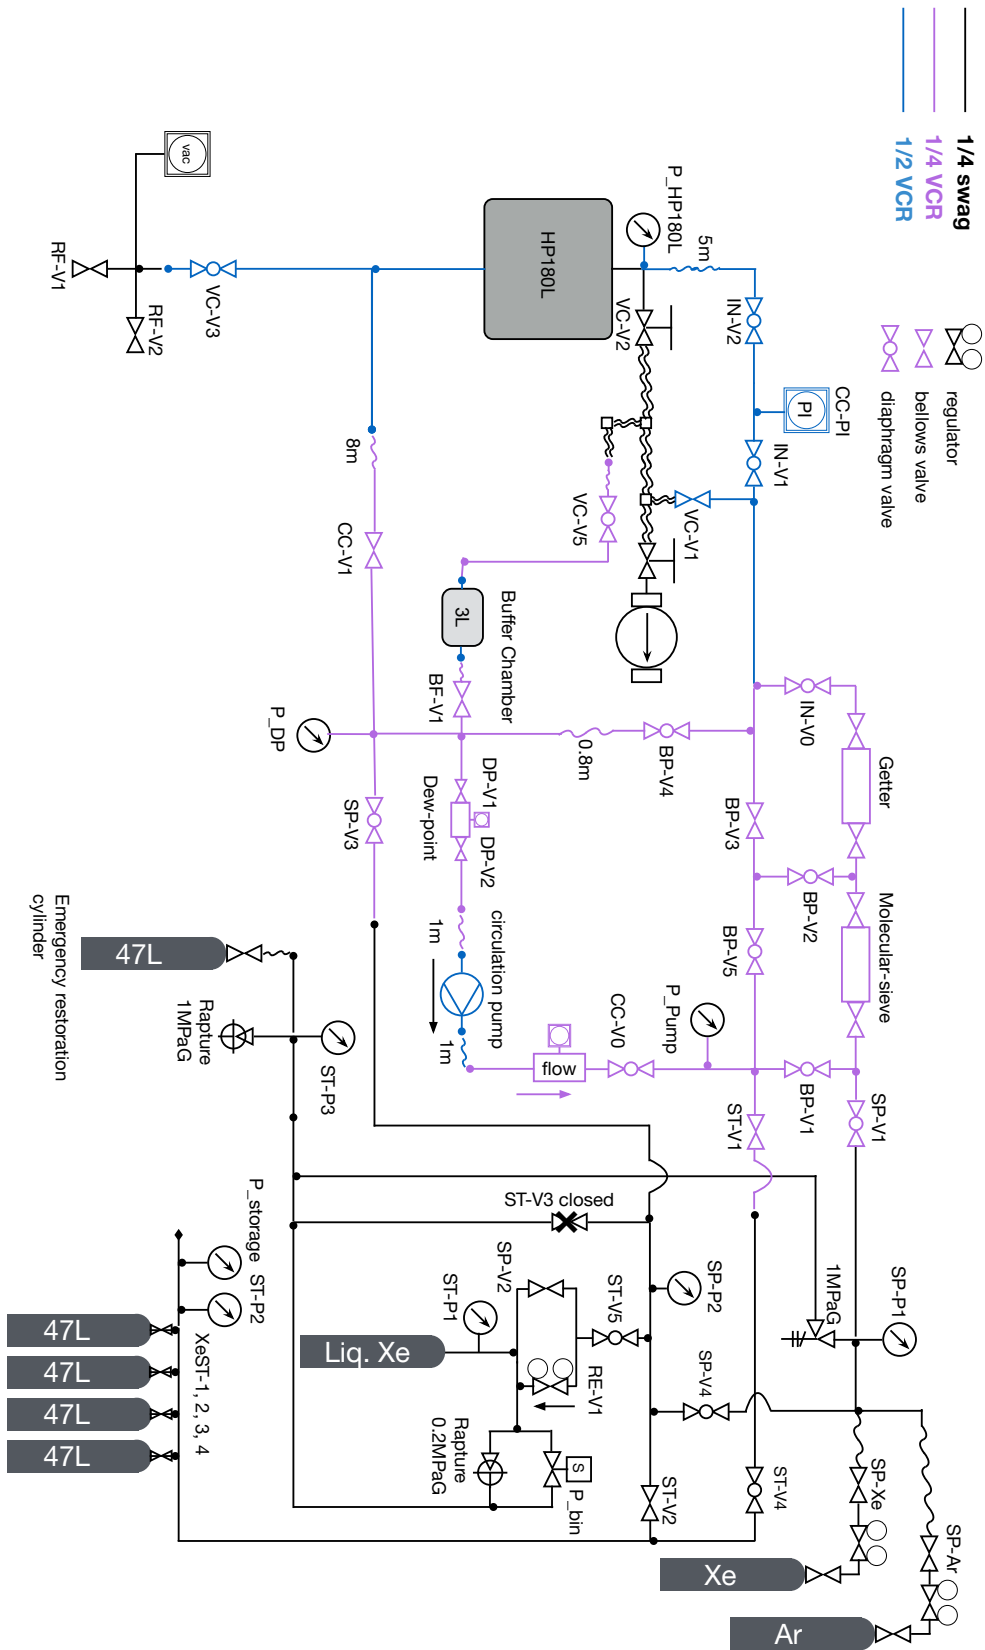 1/4 swag
1/4 VCR
1/2 VCR
regulator
bellows valve
diaphragm valve
vac
RF-V1
RF-V2
VC-V3
HP180L
P_HP180L
5m
VC-V2
IN-V2
CC-PI
PI
IN-V1
VC-V1
VC-V5
8m
CC-V1
3L
Buffer Chamber
BF-V1
P_DP
0.8m
BP-V4
IN-V0
Getter
BP-V3
BP-V2
Molecular-sieve
BP-V5
BP-V1
SP-V1
DP-V1
Dew-point
DP-V2
SP-V3
1m
circulation pump
1m
flow
CC-V0
P_Pump
ST-V1
47L
Emergency restoration
cylinder
Rapture
1MPaG
ST-P3
ST-V3 closed
P_storage
ST-P2
47L
47L
47L
47L
XeST-1, 2, 3, 4
ST-P1
SP-V2
Liq. Xe
ST-V5
RE-V1
SP-P2
1MPaG
SP-P1
SP-V4
Rapture
0.2MPaG
S
P_bin
ST-V2
ST-V4
SP-Xe
SP-Ar
Xe
Ar